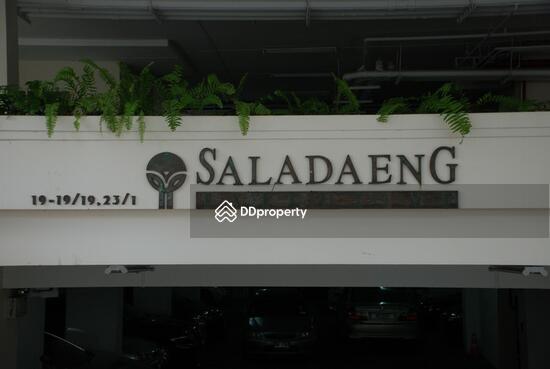 SALADAENG
19-19/19,23/1
DDproperty